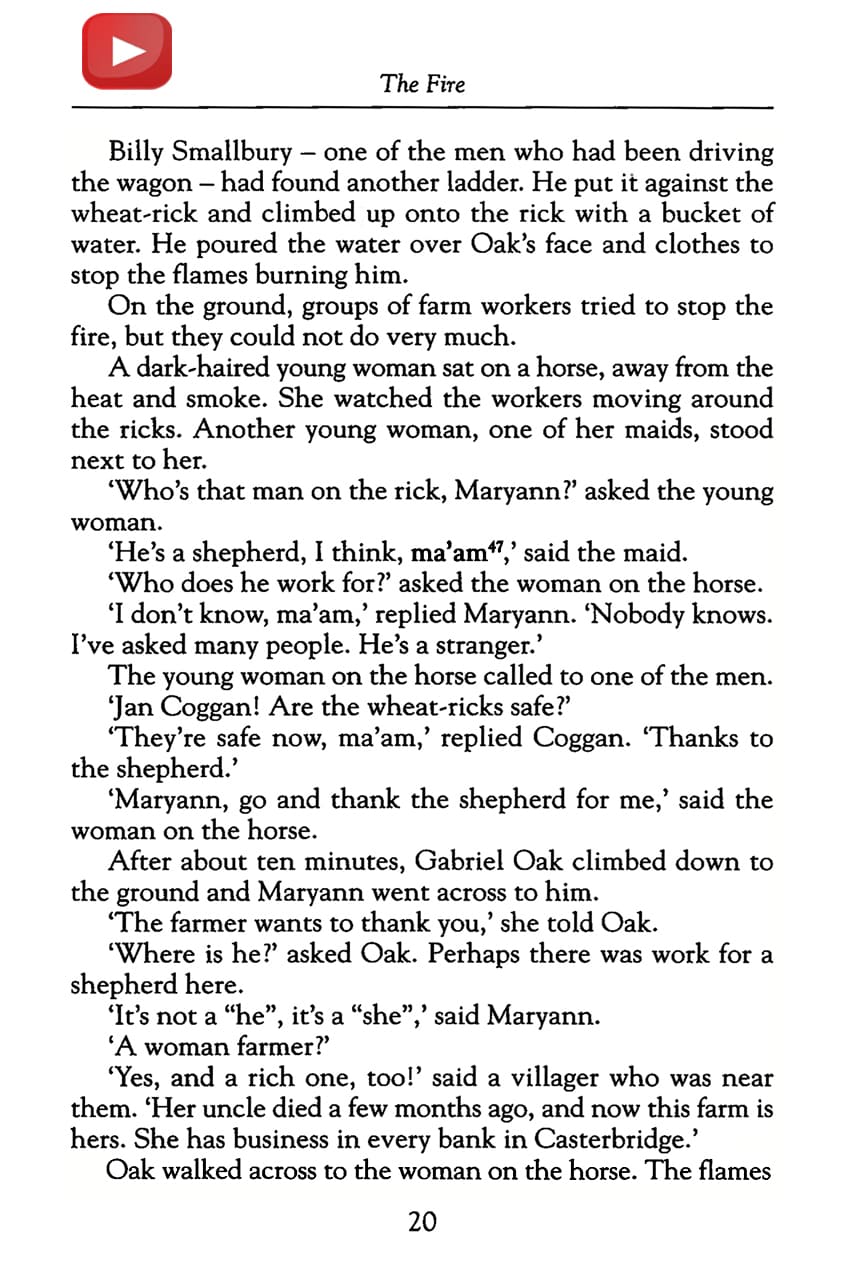 The Fire
Billy Smallbury – one of the men who had been driving
the wagon – had found another ladder. He put it against the
wheat-rick and climbed up onto the rick with a bucket of
water. He poured the water over Oak’s face and clothes to
stop the flames burning him.
On the ground, groups of farm workers tried to stop the
fire, but they could not do very much.
A dark-haired young woman sat on a horse, away from the
heat and smoke. She watched the workers moving around
the ricks. Another young woman, one of her maids, stood
next to her.
‘Who’s that man on the rick, Maryann?’ asked the young
woman.
‘He’s a shepherd, I think, ma’am⁴⁷,’ said the maid.
‘Who does he work for?’ asked the woman on the horse.
‘I don’t know, ma’am,’ replied Maryann. ‘Nobody knows.
I’ve asked many people. He’s a stranger.’
The young woman on the horse called to one of the men.
‘Jan Coggan! Are the wheat-ricks safe?’
‘They’re safe now, ma’am,’ replied Coggan. ‘Thanks to
the shepherd.’
‘Maryann, go and thank the shepherd for me,’ said the
woman on the horse.
After about ten minutes, Gabriel Oak climbed down to
the ground and Maryann went across to him.
‘The farmer wants to thank you,’ she told Oak.
‘Where is he?’ asked Oak. Perhaps there was work for a
shepherd here.
‘It’s not a “he”, it’s a “she”,’ said Maryann.
‘A woman farmer?’
‘Yes, and a rich one, too!’ said a villager who was near
them. ‘Her uncle died a few months ago, and now this farm is
hers. She has business in every bank in Casterbridge.’
Oak walked across to the woman on the horse. The flames
20